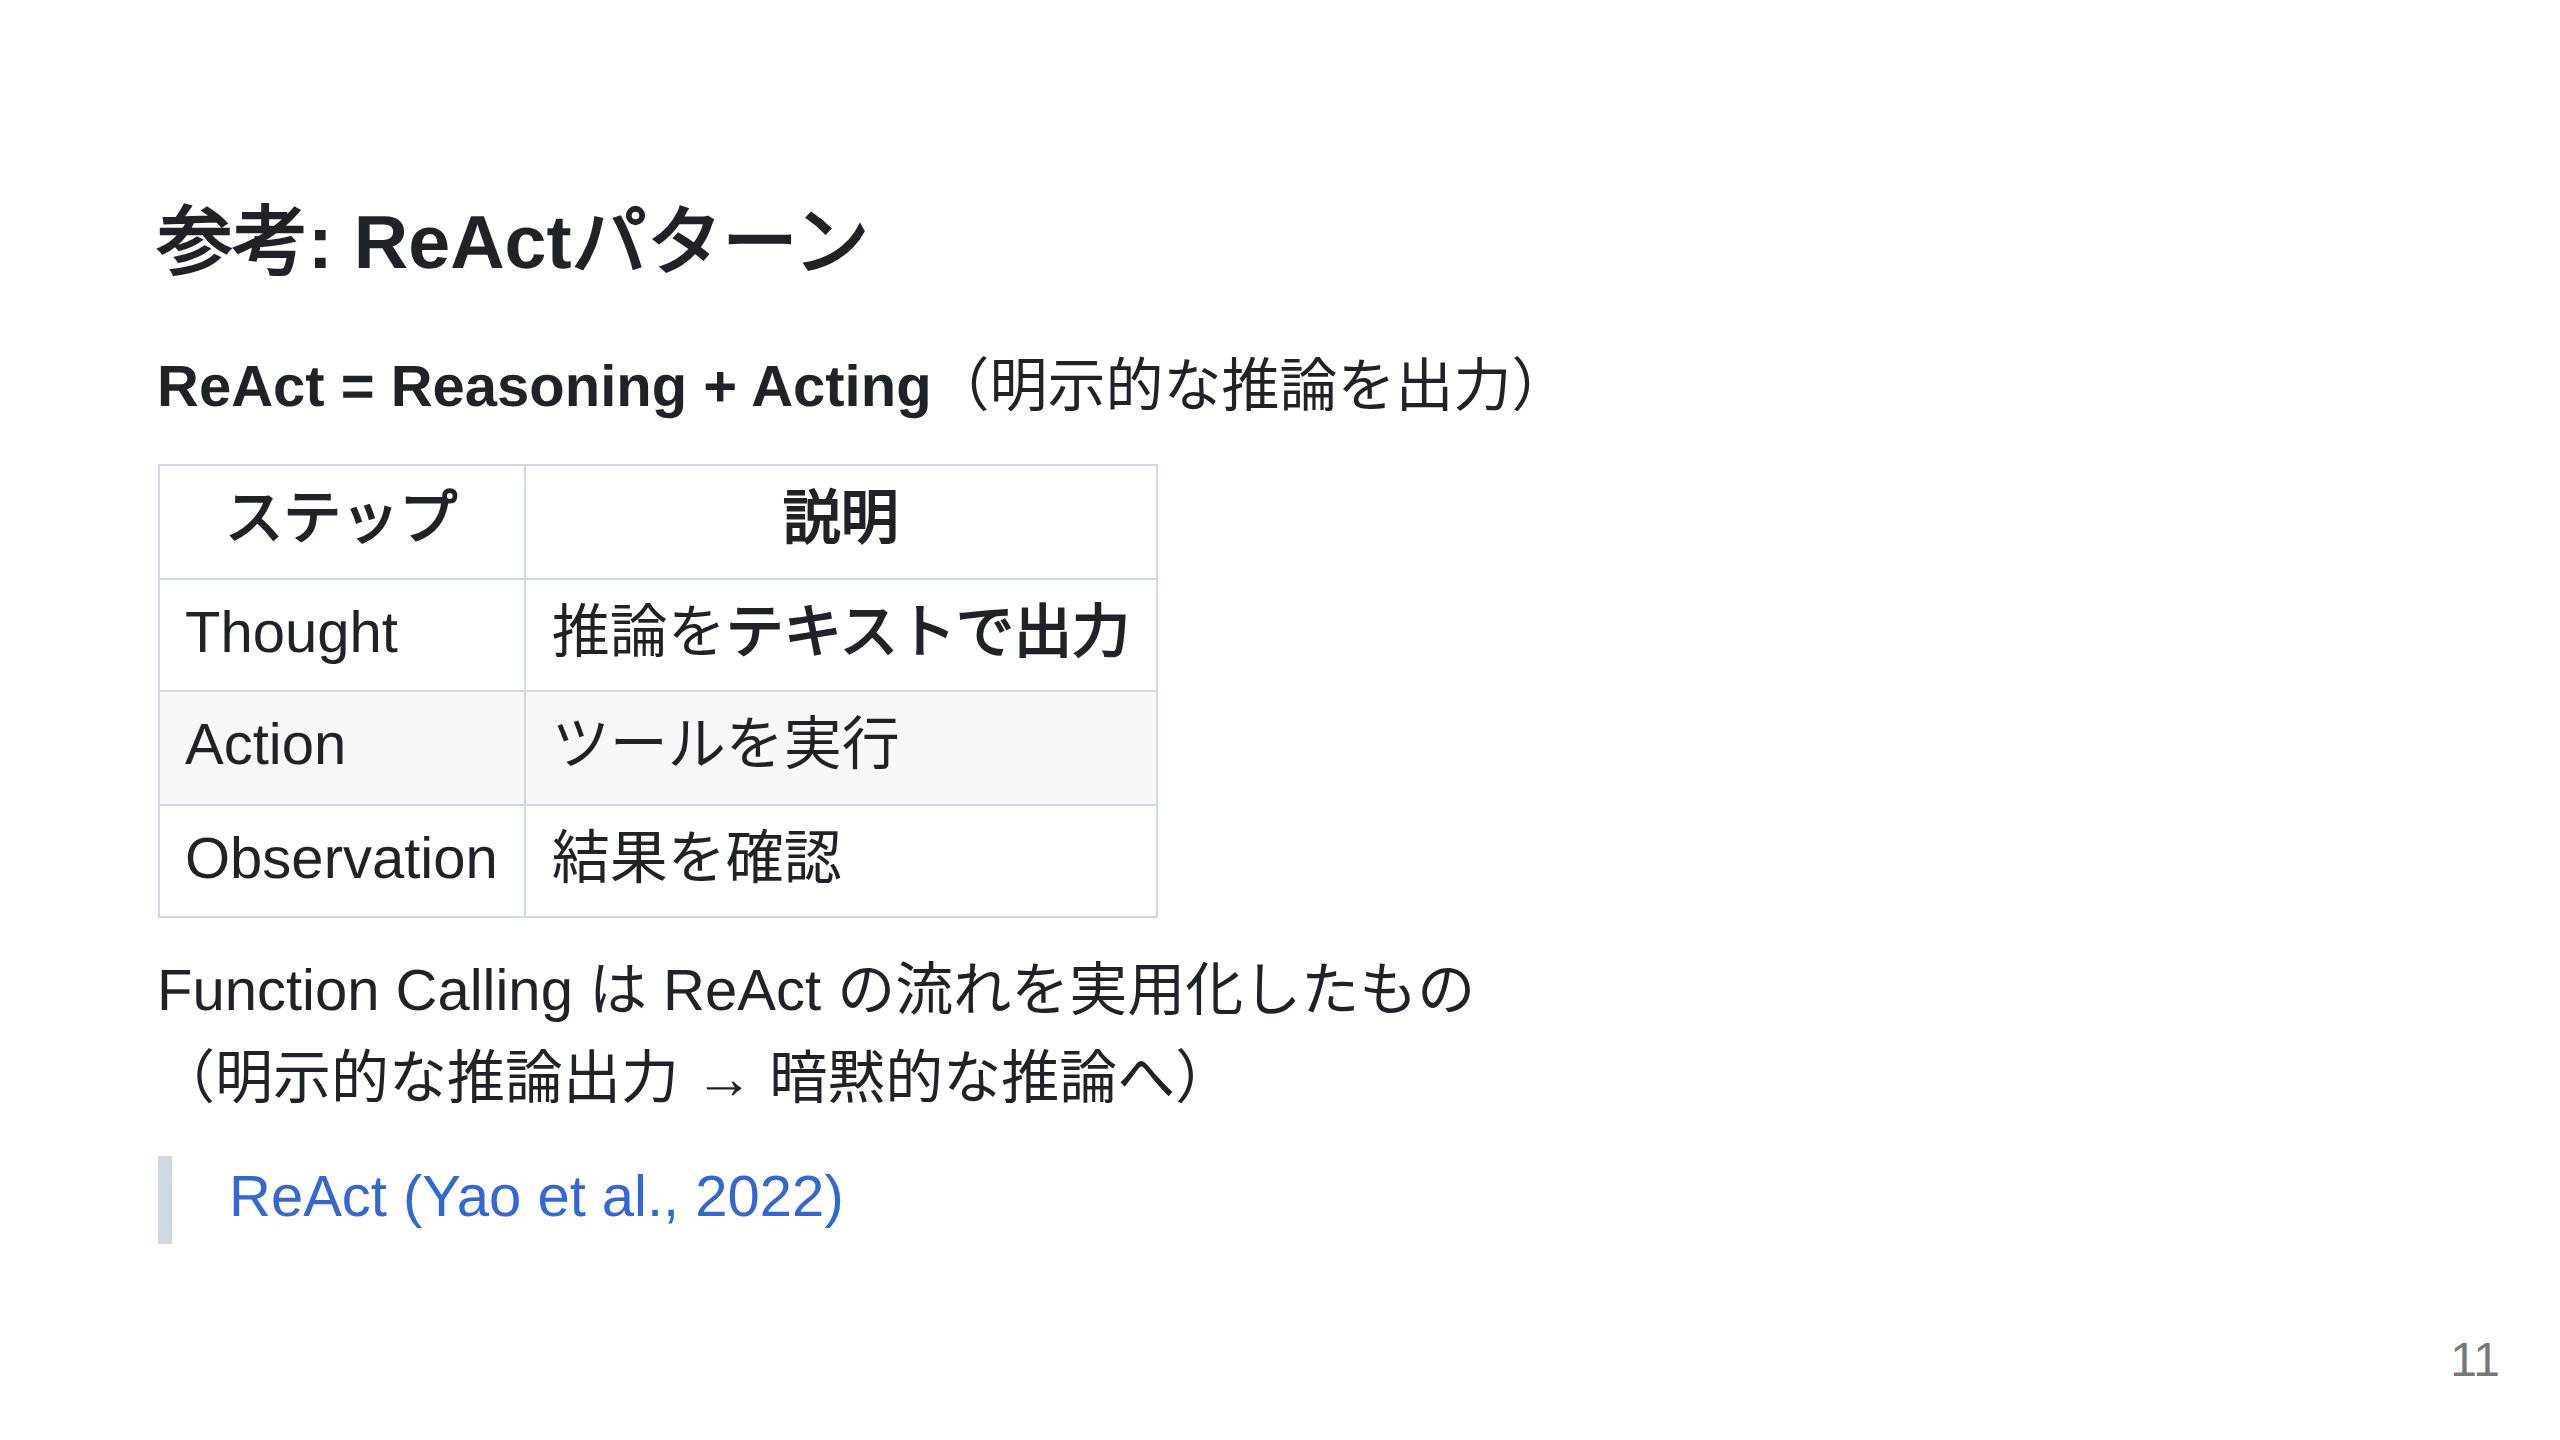 参考: ReActパターン
ReAct = Reasoning + Acting（明示的な推論を出力）
ステップ 説明
Thought 推論をテキストで出力
Action ツールを実行
Observation 結果を確認
Function Calling は ReAct の流れを実用化したもの
（明示的な推論出力 → 暗黙的な推論へ）
ReAct (Yao et al., 2022)
11